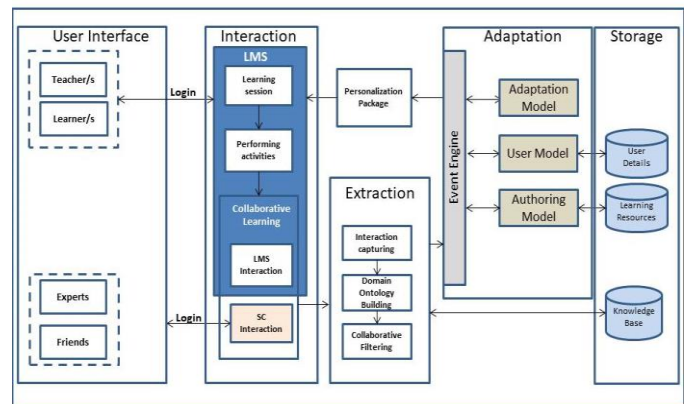 User Interface
Interaction
Adaptation
Storage
Teacher/s
Learner/s
Login
LMS
Learning
session
Performing
activities
Collaborative
Learning
LMS
Interaction
Personalization
Package
Event Engine
Adaptation
Model
User Model
Authoring
Model
User
Details
Learning
Resources
Extraction
Interaction
capturing
Domain
Ontology
Building
Collaborative
Filtering
Experts
Friends
Login
SC
Interaction
Knowledge
Base